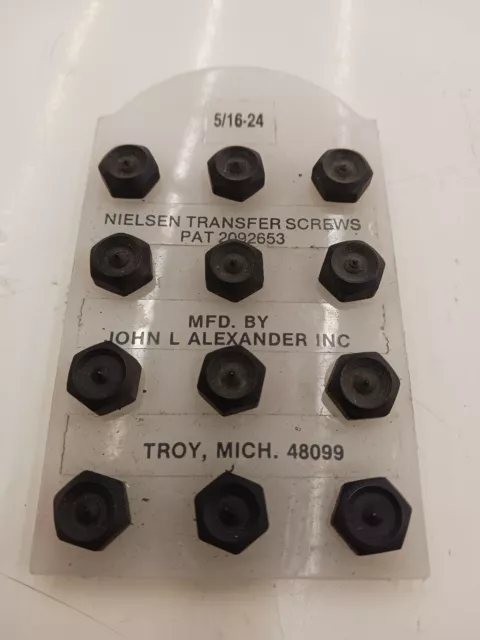 5/16-24
NIELSEN TRANSFER SCREWS
PAT 2092653
MFD. BY
JOHN L ALEXANDER INC
TROY, MICH. 48099